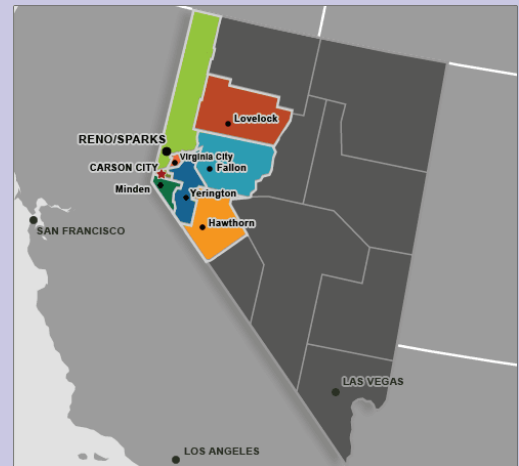 Lovelock
RENO/SPARKS
Virginia City
CARSON CITY
Fallon
Minden
Yerington
Hawthorn
SAN FRANCISCO
LAS VEGAS
LOS ANGELES